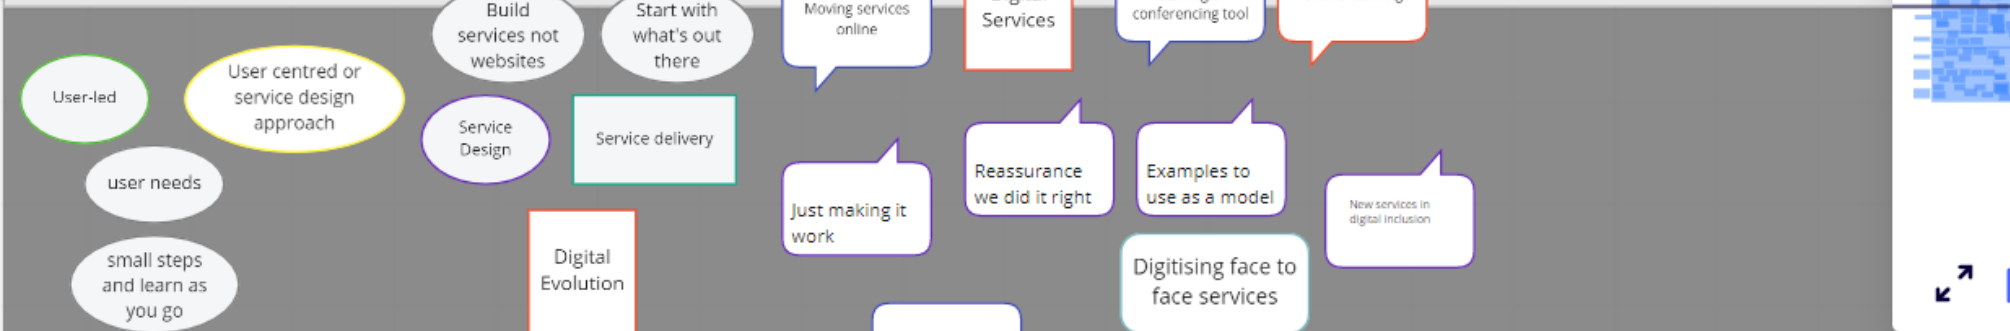 User-led
User centred or
service design
approach
user needs
small steps
and learn as
you go
Build
services not
websites
Start with
what's out
there
Service
Design
Service delivery
Digital
Evolution
Moving services
online
Services
conferencing tool
Just making it
work
Reassurance
we did it right
Examples to
use as a model
New services in
digital inclusion
Digitising face to
face services